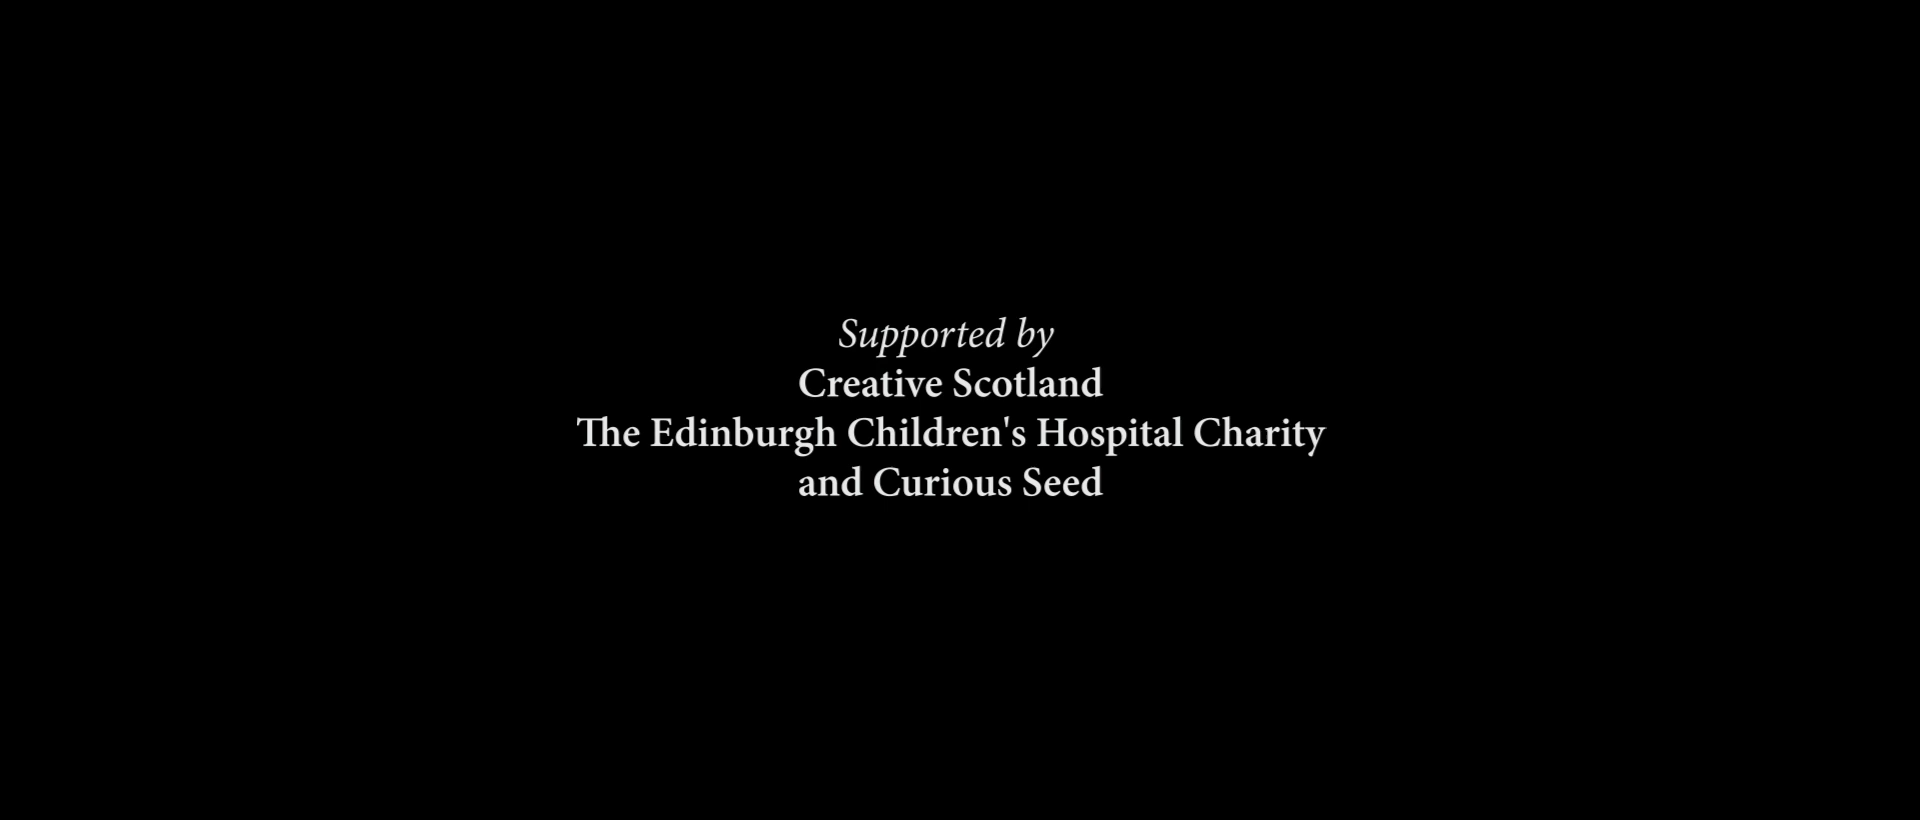 Supported by
Creative Scotland
The Edinburgh Children's Hospital Charity
and Curious Seed